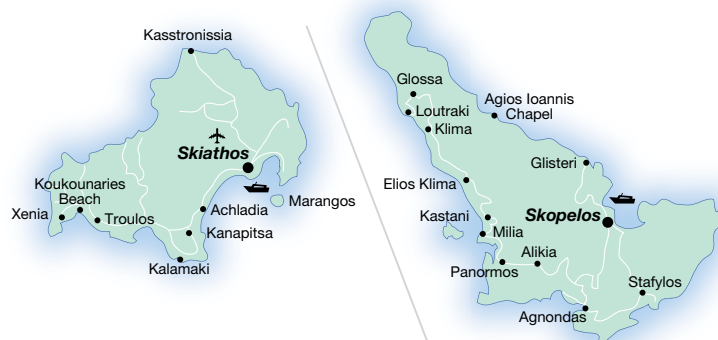 Kasstronissia
Skiathos
Koukounaries
Beach
Xenia
Troulos
Achladia
Marangos
Kanapitsa
Kalamaki
Glossa
Loutraki
Klima
Agios Ioannis
Chapel
Glisteri
Elios Klima
Kastani
Skopelos
Milia
Alikia
Panormos
Stafylos
Agnondas